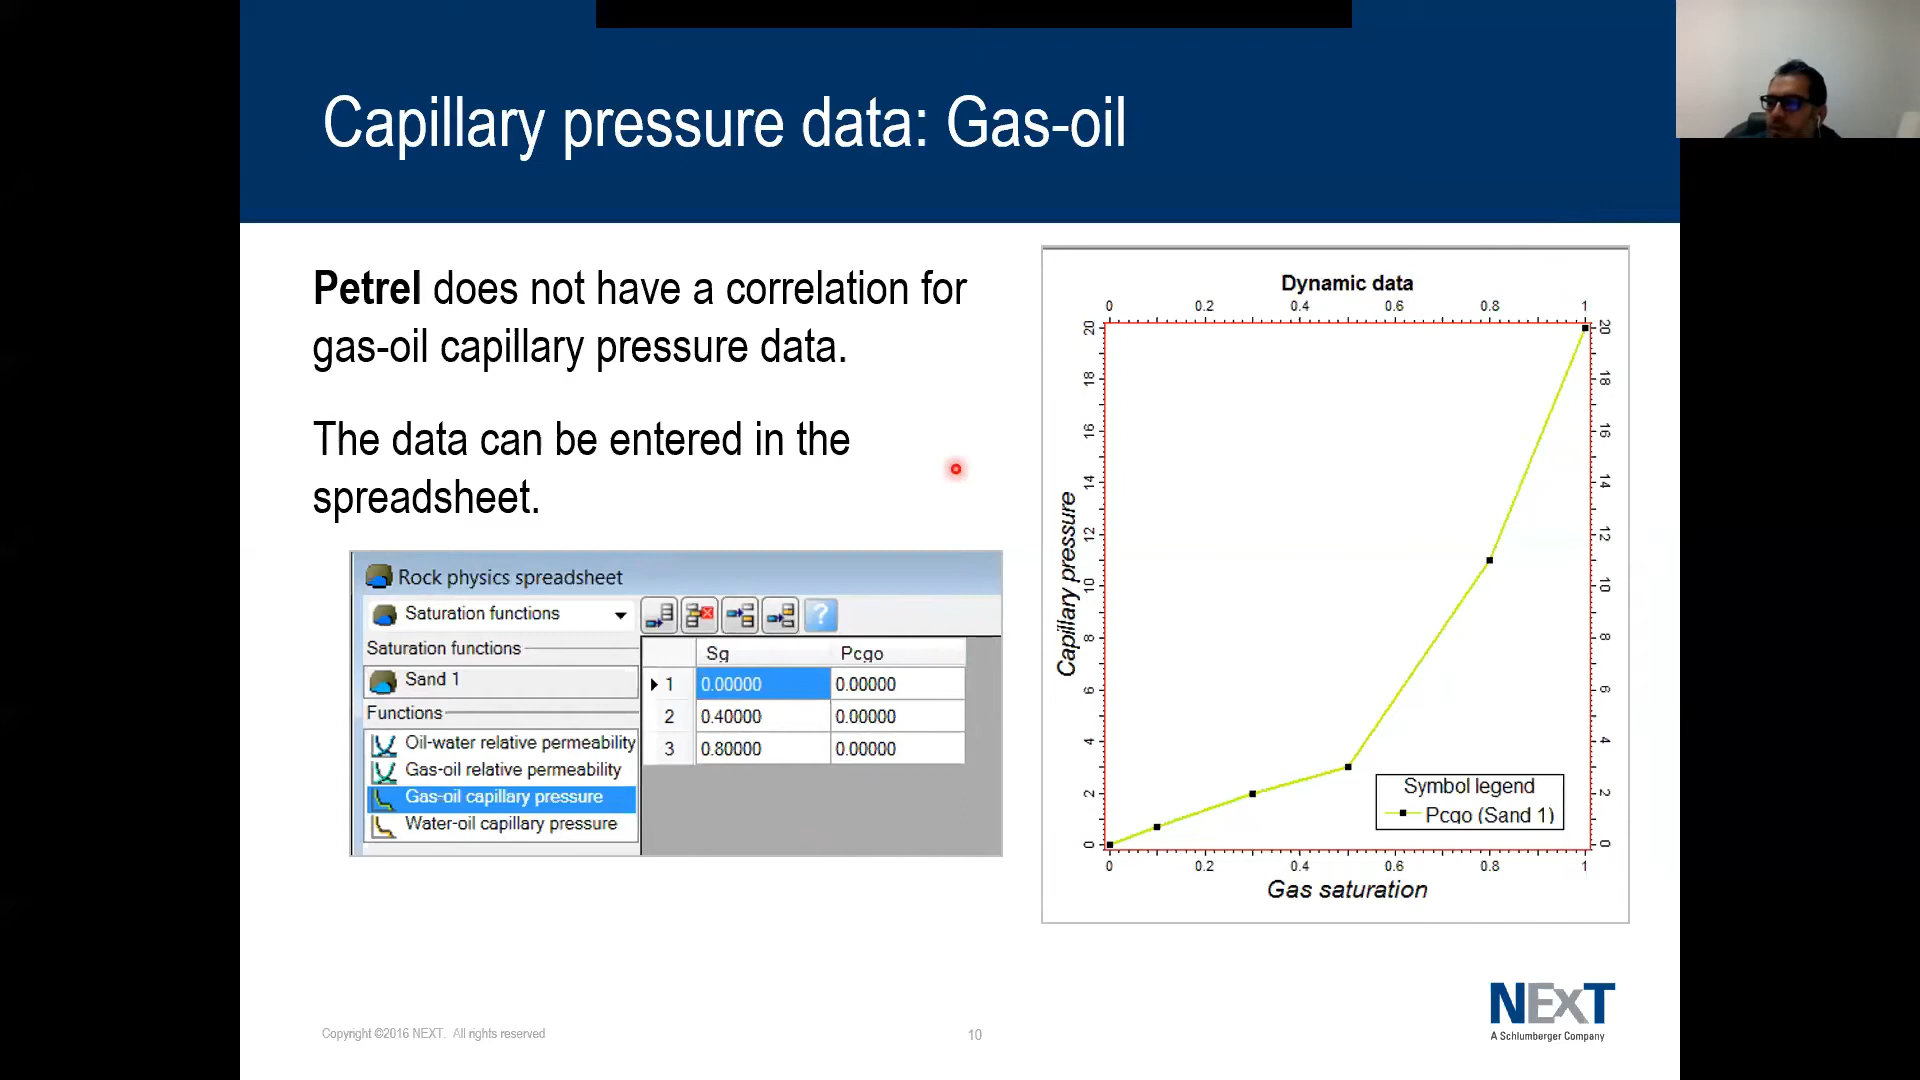 Capillary pressure data: Gas-oil
Petrel does not have a correlation for
gas-oil capillary pressure data.
The data can be entered in the
spreadsheet.
Rock physics spreadsheet
Saturation functions
Saturation functions
Sand 1
Functions
Oil-water relative permeability
Gas-oil relative permeability
Gas-oil capillary pressure
Water-oil capillary pressure
?
Sg Pcgo
1 0.00000 0.00000
2 0.40000 0.00000
3 0.80000 0.00000
Dynamic data
0 0.2 0.4 0.6 0.8 1
20 20
18 18
16 16
14 14
12 12
10 10
8 8
6 6
4 4
2 2
0 0
Capillary pressure
Symbol legend
Pcgo (Sand 1)
0 0.2 0.4 0.6 0.8 1
Gas saturation
NEXT
A Schlumberger Company
Copyright ©2016 NEXT. All rights reserved
10